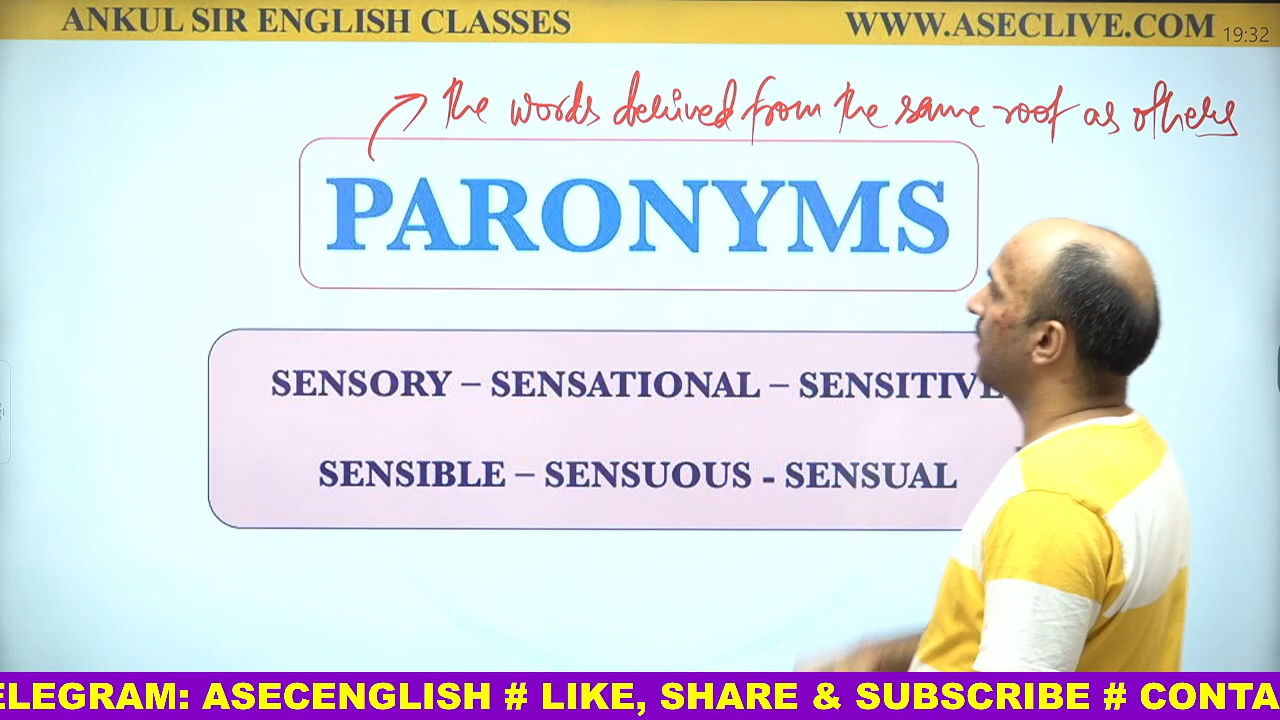 ANKUL SIR ENGLISH CLASSES
WWW.ASECLIVE.COM 19:32
the words derived from the same root as others
PARONYMS
SENSORY – SENSATIONAL – SENSITIVE
SENSIBLE – SENSUOUS - SENSUAL
ELEGRAM: ASECENGLISH # LIKE, SHARE & SUBSCRIBE # CONTA